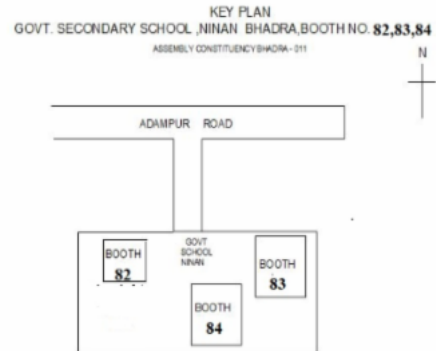 KEY PLAN
GOVT. SECONDARY SCHOOL ,NINAN BHADRA,BOOTH NO. 82,83,84
ASSEMBLY CONSTITUENCY BHADRA - 011
N
ADAMPUR ROAD
GOVT
SCHOOL
NINAN
BOOTH
82
BOOTH
83
BOOTH
84